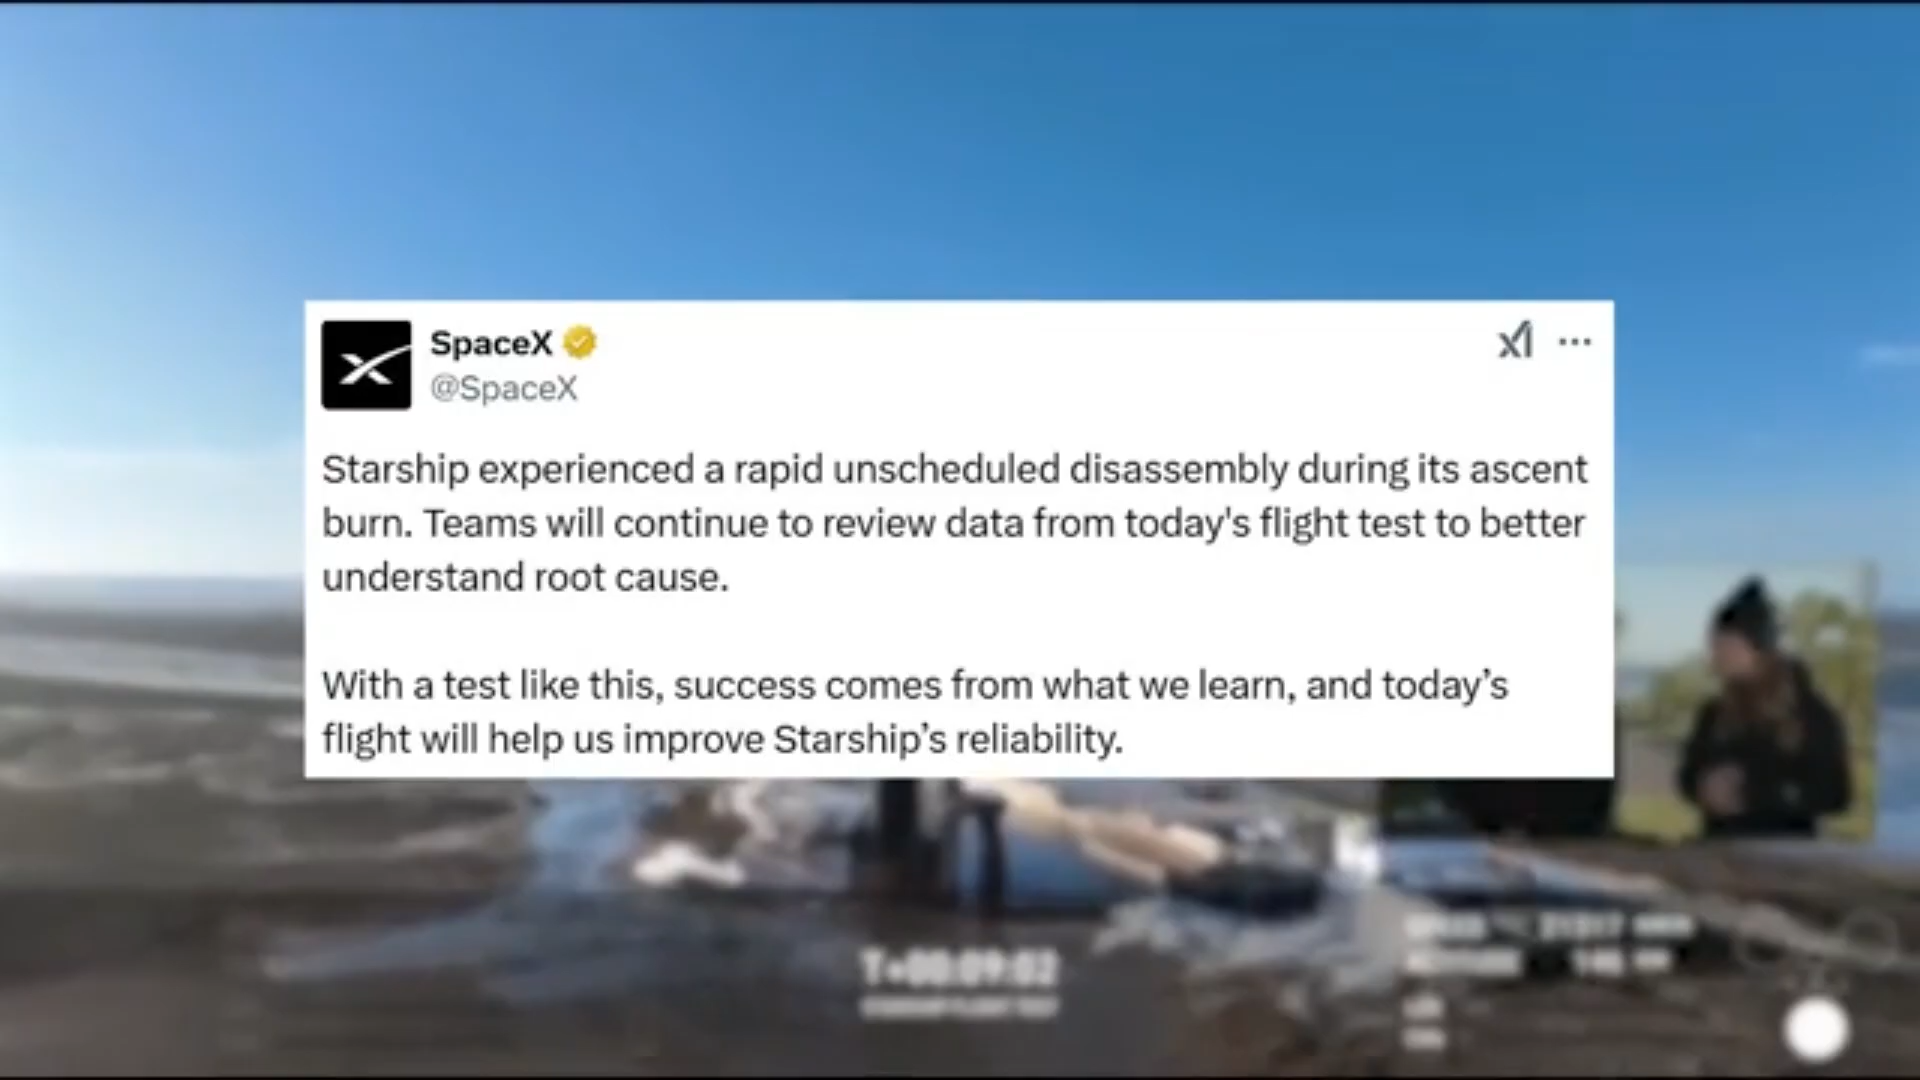 SpaceX
@SpaceX
Starship experienced a rapid unscheduled disassembly during its ascent
burn. Teams will continue to review data from today's flight test to better
understand root cause.
With a test like this, success comes from what we learn, and today’s
flight will help us improve Starship’s reliability.